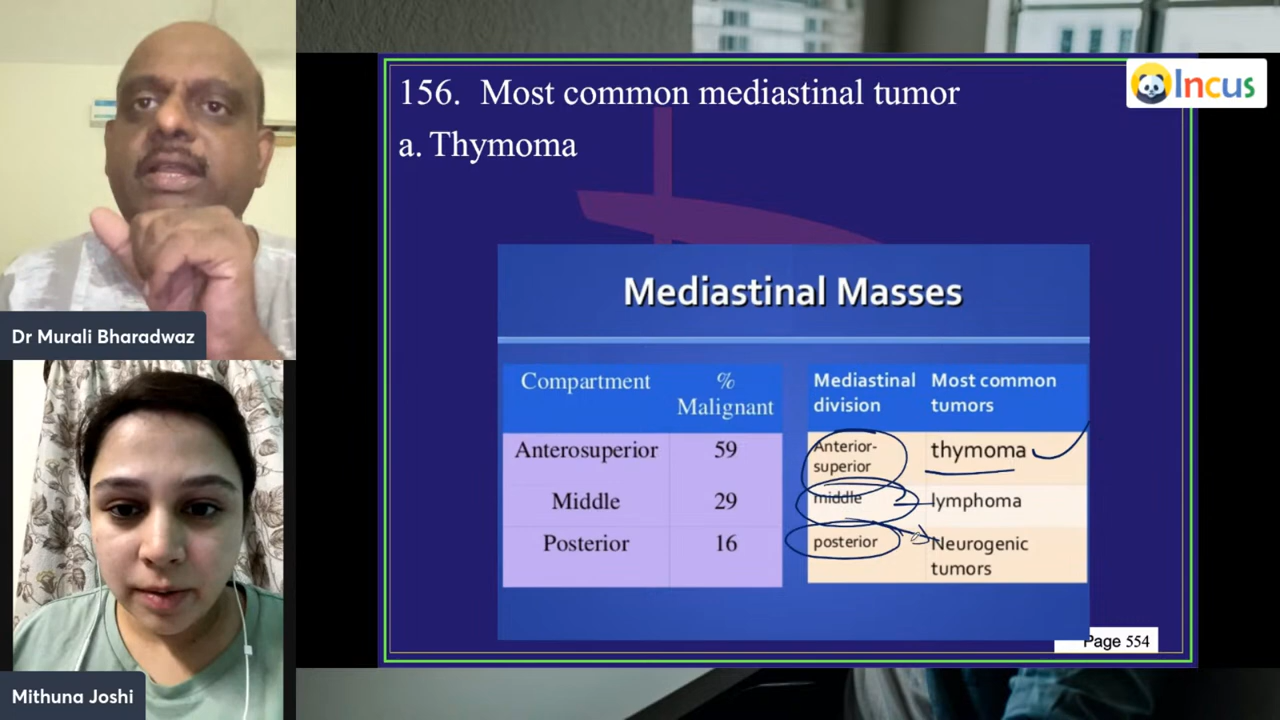 156. Most common mediastinal tumor
a. Thymoma
Incus
Mediastinal Masses
Compartment
%
Malignant
Anterosuperior 59
Middle 29
Posterior 16
Mediastinal
division
Most common
tumors
Anterior-
superior
thymoma
middle
lymphoma
posterior
Neurogenic
tumors
Page 554
Dr Murali Bharadwaz
Mithuna Joshi